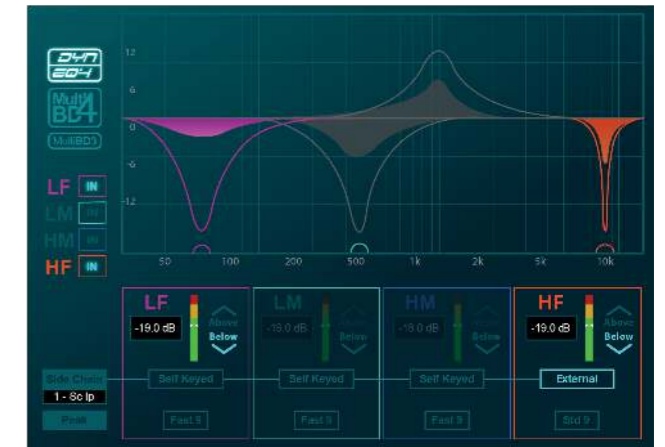 DYN
EQ4
Multi
BD4
MultiBD3
12
6
0
-6
-12
50 100 200 500 1k 2k 5k 10k
LF IN
LM IN
HM IN
HF IN
LF LM HM HF
-19.0 dB Above Below -19.0 dB Above Below -19.0 dB Above Below -19.0 dB Above Below
Side Chain Self Keyed Self Keyed Self Keyed External
1 - Sc Ip
Peak Fast 9 Fast 9 Fast 9 Std 9